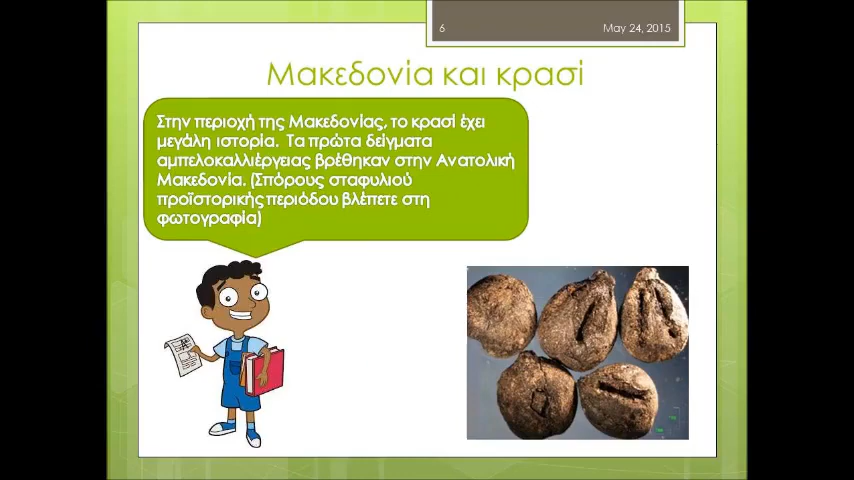 6 May 24, 2015
Μακεδονία και κρασί
Στην περιοχή της Μακεδονίας, το κρασί έχει
μεγάλη ιστορία. Τα πρώτα δείγματα
αμπελοκαλλιέργειας βρέθηκαν στην Ανατολική
Μακεδονία. (Σπόρους σταφυλιού
προϊστορικής περιόδου βλέπετε στη
φωτογραφία)